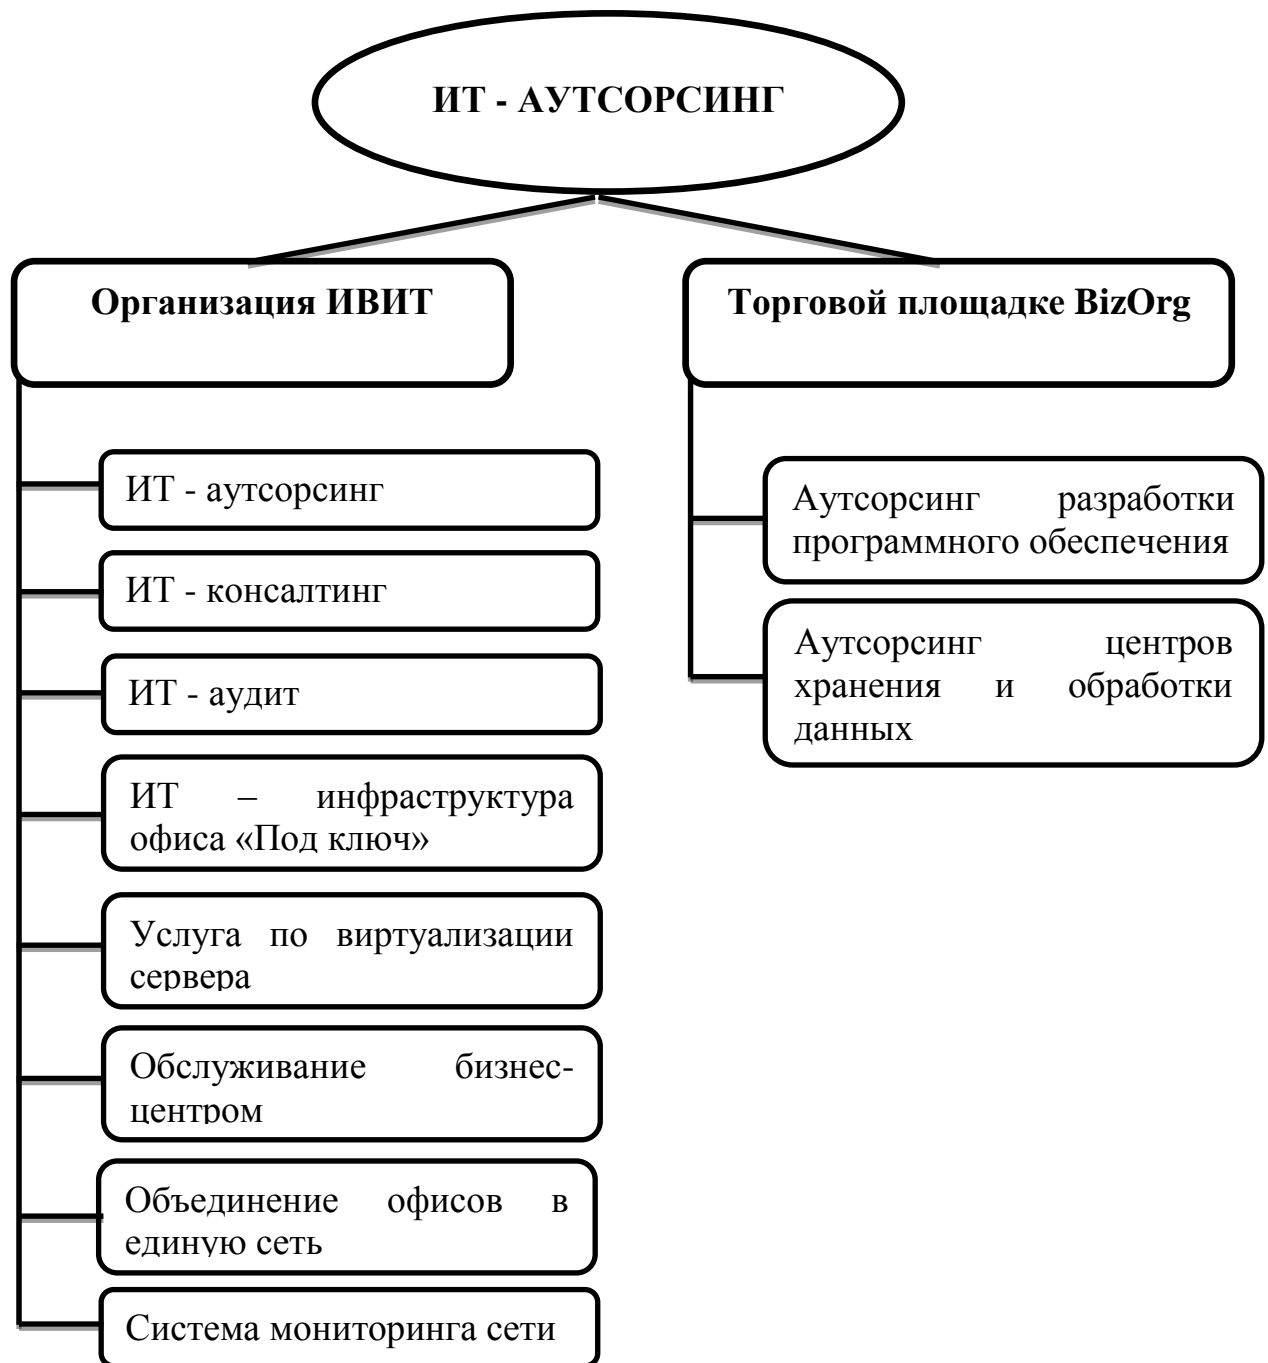 ИТ - АУТСОРСИНГ
Организация ИВИТ
ИТ - аутсорсинг
ИТ - консалтинг
ИТ - аудит
ИТ – инфраструктура
офиса «Под ключ»
Услуга по виртуализации
сервера
Обслуживание бизнес-
центром
Объединение офисов в
единую сеть
Система мониторинга сети
Торговой площадке BizOrg
Аутсорсинг разработки
программного обеспечения
Аутсорсинг центров
хранения и обработки
данных